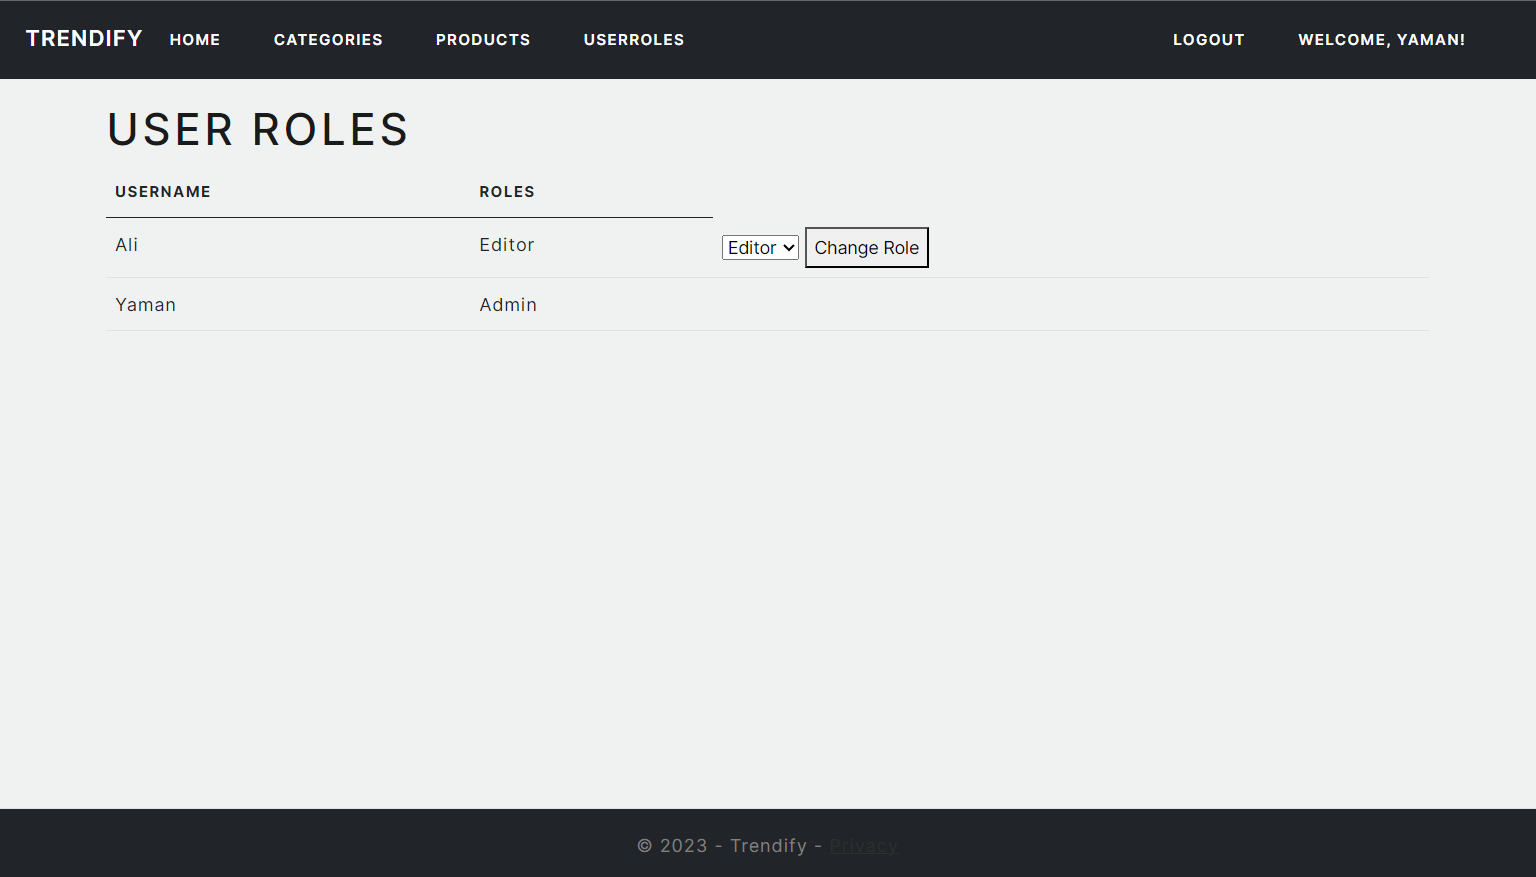 TRENDIFY HOME CATEGORIES PRODUCTS USERROLES LOGOUT WELCOME, YAMAN!
USER ROLES
USERNAME ROLES
Ali Editor Editor Change Role
Yaman Admin
© 2023 - Trendify - Privacy